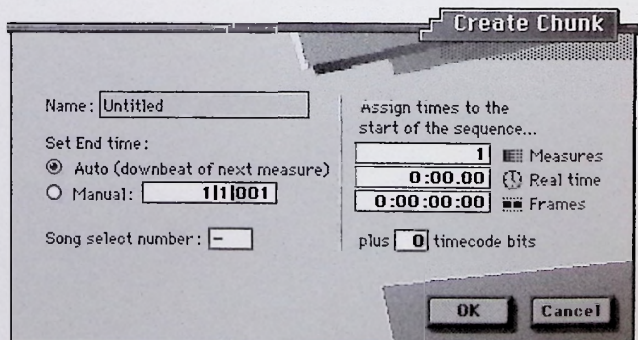 Create Chunk
Name: Untitled
Set End time:
Auto (downbeat of next measure)
Manual: 1|1|001
Song select number: -
Assign times to the
start of the sequence...
1 Measures
0:00.00 Real time
0:00:00:00 Frames
plus 0 timecode bits
OK
Cancel